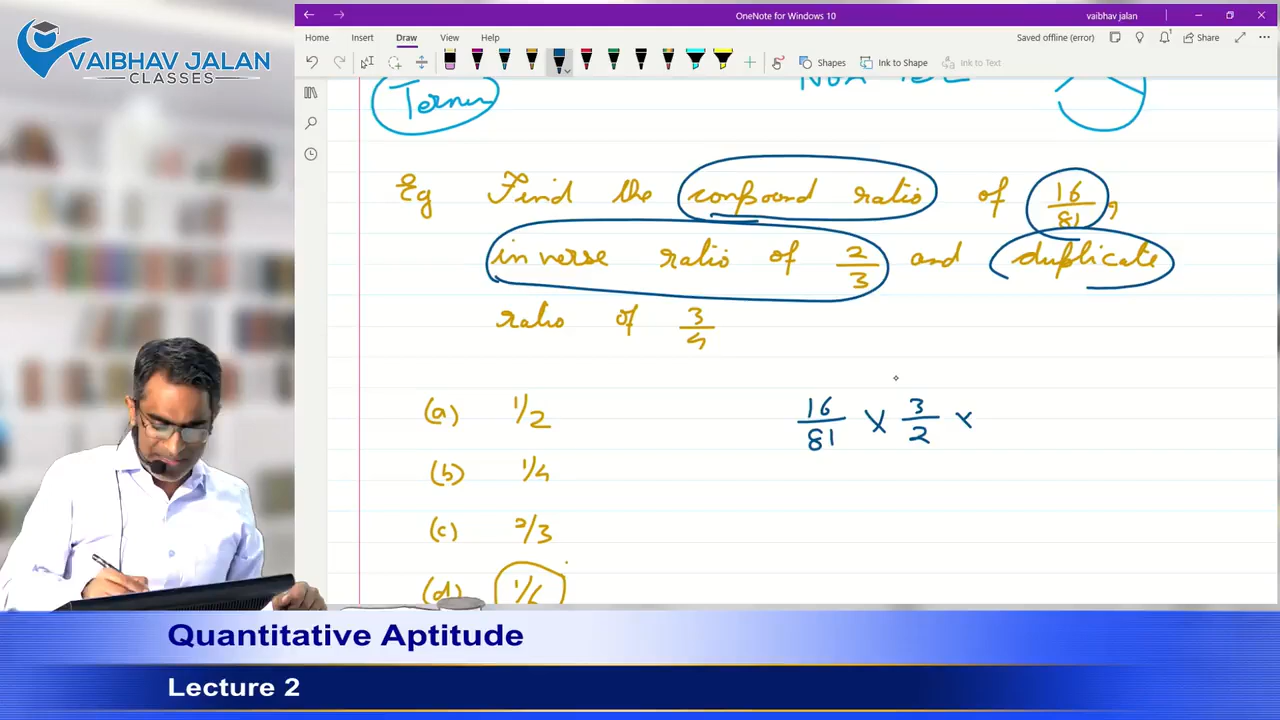 VAIBHAV JALAN
CLASSES
OneNote for Windows 10
vaibhav jalan
Home Insert Draw View Help
Saved offline (error)
Share
Shapes
Ink to Shape
Ink to Text
Eg Find the compound ratio of 16/81,
inverse ratio of 2/3 and duplicate
ratio of 3/4
(a) 1/2
(b) 1/4
(c) 2/3
(d) 1/6
16/81 × 3/2 ×
Quantitative Aptitude
Lecture 2